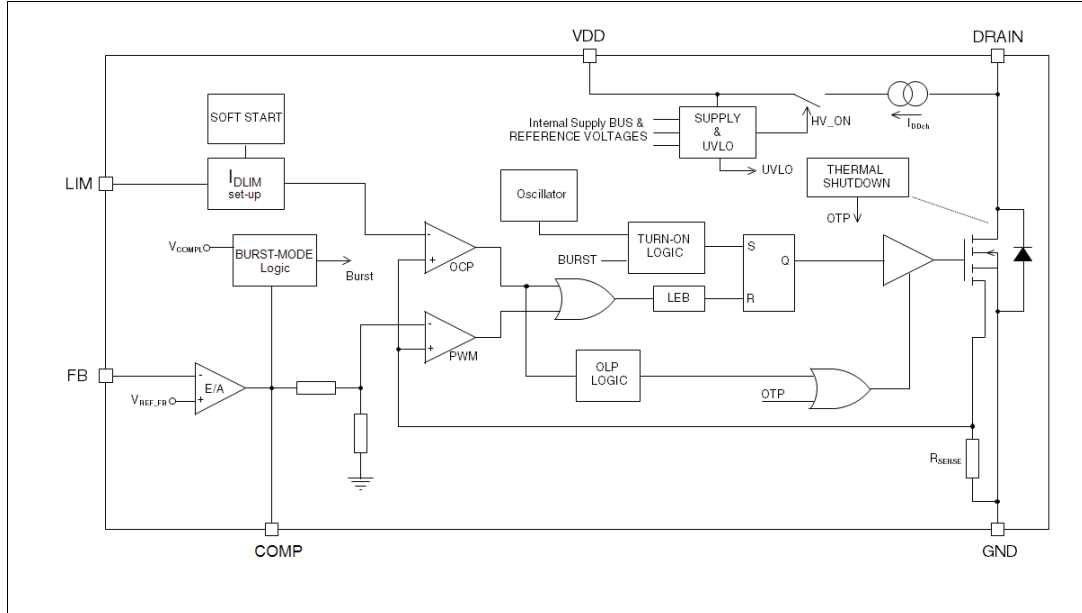 VDD
DRAIN
SOFT START
Internal Supply BUS &
REFERENCE VOLTAGES
SUPPLY
&
UVLO
HV_ON
IDDch
LIM
IDLIM
set-up
UVLO
THERMAL
SHUTDOWN
Oscillator
OTP
VCOMPL
BURST-MODE
Logic
Burst
-
+
OCP
TURN-ON
LOGIC
BURST
S
Q
R
LEB
-
+
PWM
FB
-
E/A
VREF_FB
+
OLP
LOGIC
OTP
RSENSE
COMP
GND